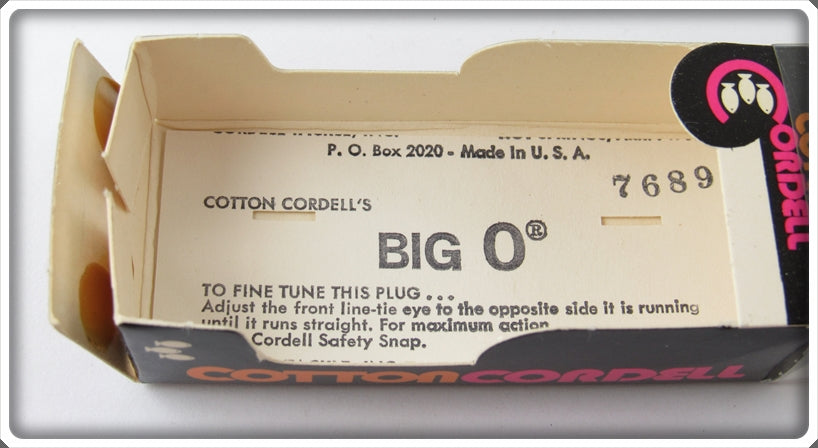 P. O. Box 2020 - Made in U. S. A.
7689
COTTON CORDELL'S
BIG O®
TO FINE TUNE THIS PLUG...
Adjust the front line-tie eye to the opposite side it is running
until it runs straight. For maximum action
Cordell Safety Snap.
COTTON CORDELL
CORDELL